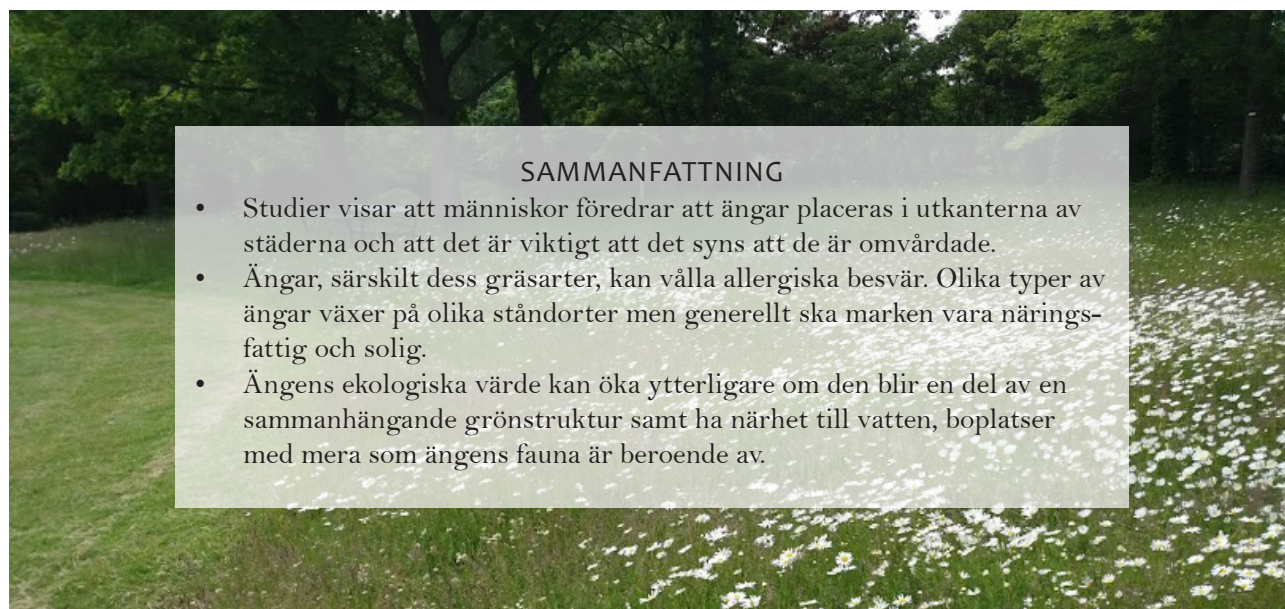 SAMMANFATTNING
• Studier visar att människor föredrar att ängar placeras i utkanterna av
städerna och att det är viktigt att det syns att de är omvårdade.
• Ängar, särskilt dess gräsarter, kan vålla allergiska besvär. Olika typer av
ängar växer på olika ståndorter men generellt ska marken vara närings-
fattig och solig.
• Ängens ekologiska värde kan öka ytterligare om den blir en del av en
sammanhängande grönstruktur samt ha närhet till vatten, boplatser
med mera som ängens fauna är beroende av.